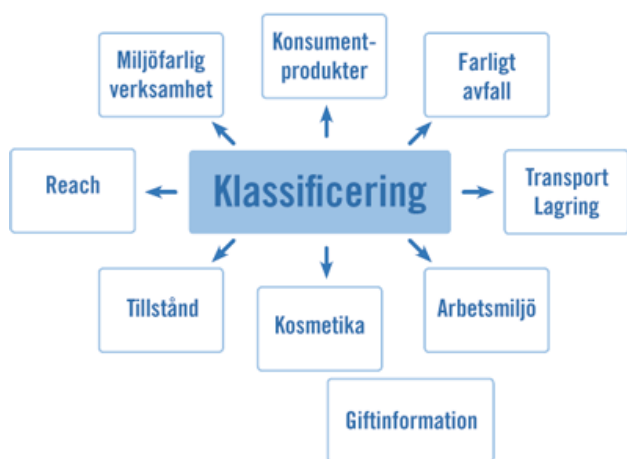 Miljöfarlig
verksamhet
Konsument-
produkter
Farligt
avfall
Reach
Klassificering
Transport
Lagring
Tillstånd
Kosmetika
Arbetsmiljö
Giftinformation